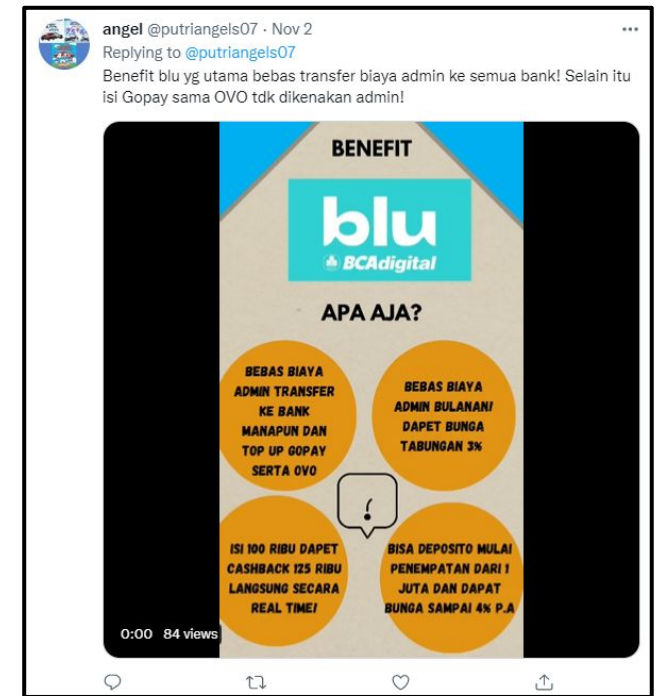 angel @putriangels07 · Nov 2
Replying to @putriangels07
Benefit blu yg utama bebas transfer biaya admin ke semua bank! Selain itu
isi Gopay sama OVO tdk dikenakan admin!
BENEFIT
blu
BCAdigital
APA AJA?
BEBAS BIAYA
ADMIN TRANSFER
KE BANK
MANAPUN DAN
TOP UP GOPAY
SERTA OVO
BEBAS BIAYA
ADMIN BULANAN!
DAPET BUNGA
TABUNGAN 3%
ISI 100 RIBU DAPET
CASHBACK 125 RIBU
LANGSUNG SECARA
REAL TIME!
BISA DEPOSITO MULAI
PENEMPATAN DARI 1
JUTA DAN DAPAT
BUNGA SAMPAI 4% P.A
0:00 84 views